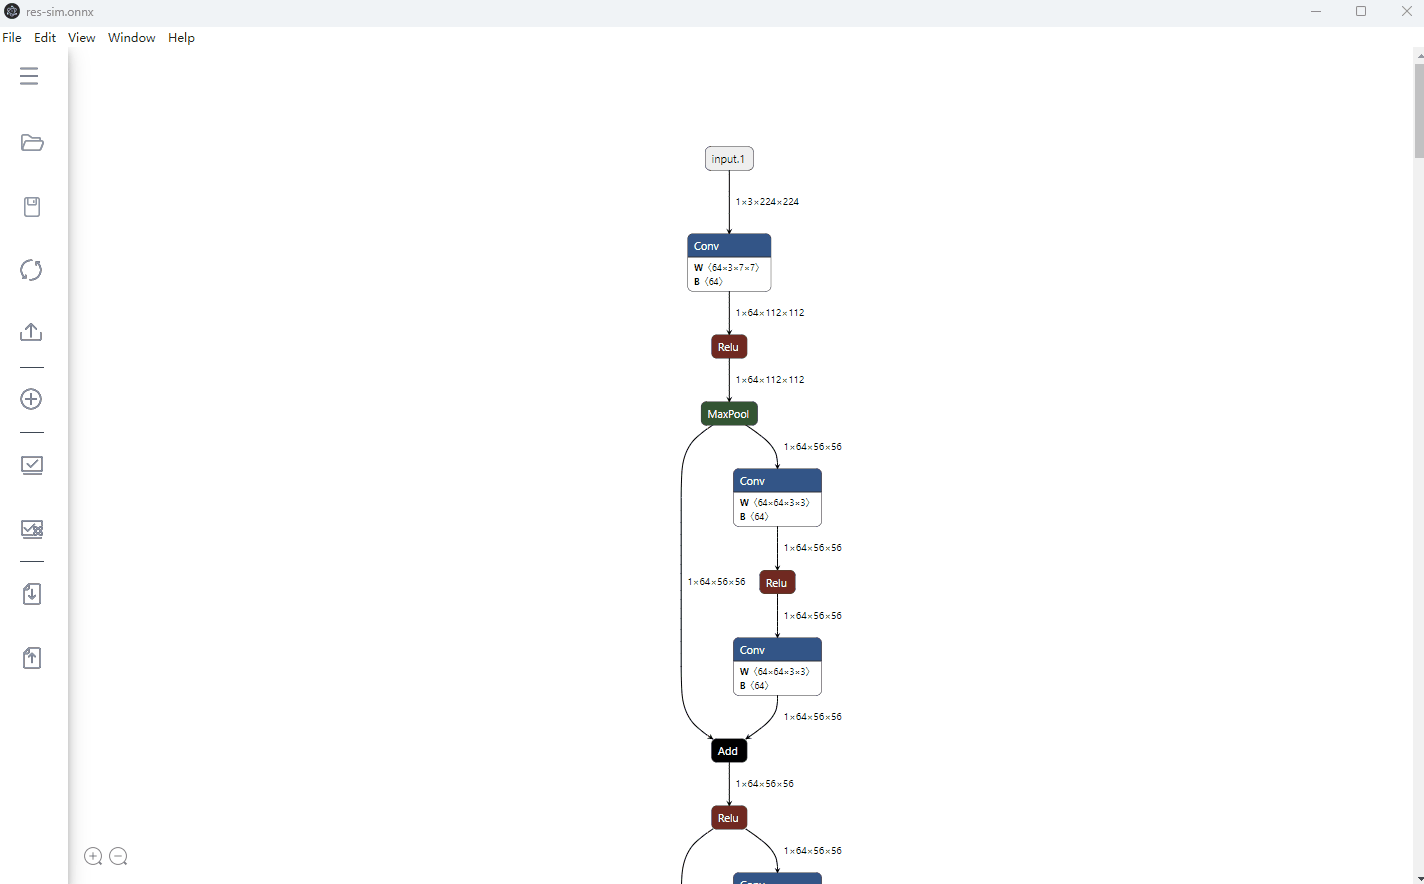 res-sim.onnx
File Edit View Window Help
input.1
1×3×224×224
Conv
W ⟨64×3×7×7⟩
B ⟨64⟩
1×64×112×112
Relu
1×64×112×112
MaxPool
1×64×56×56
Conv
W ⟨64×64×3×3⟩
B ⟨64⟩
1×64×56×56
1×64×56×56
Relu
1×64×56×56
Conv
W ⟨64×64×3×3⟩
B ⟨64⟩
1×64×56×56
Add
1×64×56×56
Relu
1×64×56×56
Conv